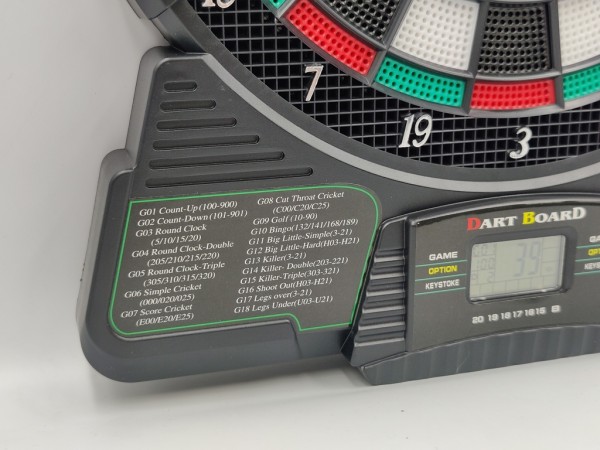 7
19
3
G01 Count-Up (100-900)
G02 Count-Down (101-901)
G03 Round Clock
(5/10/15/20)
G04 Round Clock-Double
(205/210/215/220)
G05 Round Clock-Triple
(305/310/315/320)
G06 Simple Cricket
(000/020/025)
G07 Score Cricket
(E00/E20/E25)
G08 Cut Throat Cricket
(C00/C20/C25)
G09 Golf (10-90)
G10 Bingo(132/141/168/189)
G11 Big Little-Simple(3-21)
G12 Big Little-Hard(H03-H21)
G13 Killer(3-21)
G14 Killer- Double(203-221)
G15 Killer-Triple(303-321)
G16 Shoot Out(H03-H21)
G17 Legs over(3-21)
G18 Legs Under(U03-U21)
DART BOARD
GAME
OPTION
KEYSTOKE
39
20 19 18 17 16 15 B